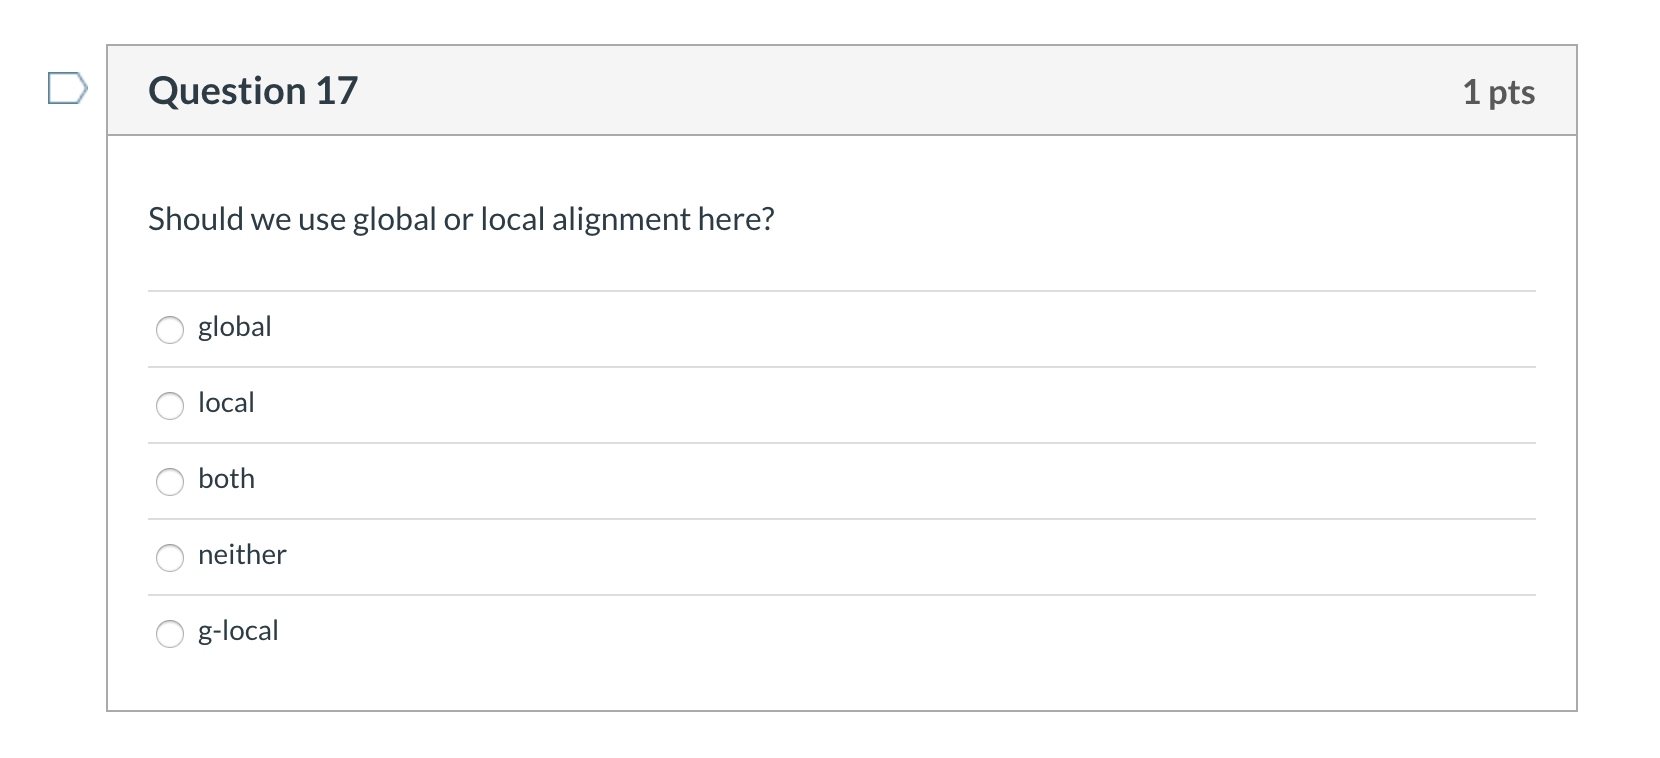 Question 17
1 pts
Should we use global or local alignment here?
global
local
both
neither
g-local